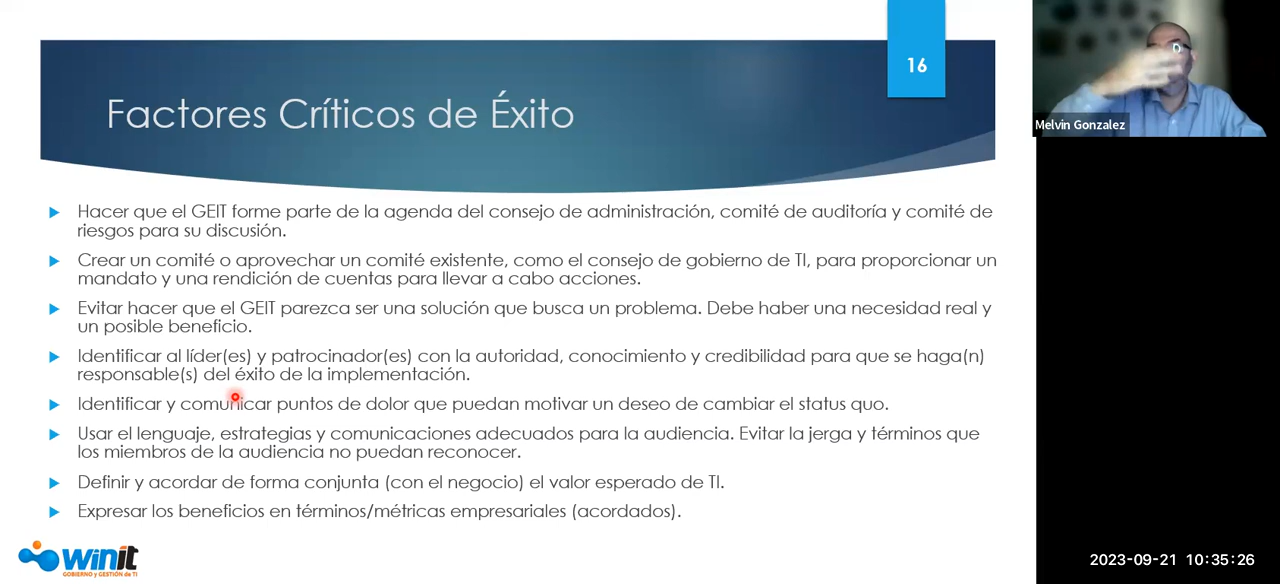 16
Factores Críticos de Éxito
Melvin Gonzalez
Hacer que el GEIT forme parte de la agenda del consejo de administración, comité de auditoría y comité de
riesgos para su discusión.
Crear un comité o aprovechar un comité existente, como el consejo de gobierno de TI, para proporcionar un
mandato y una rendición de cuentas para llevar a cabo acciones.
Evitar hacer que el GEIT parezca ser una solución que busca un problema. Debe haber una necesidad real y
un posible beneficio.
Identificar al líder(es) y patrocinador(es) con la autoridad, conocimiento y credibilidad para que se haga(n)
responsable(s) del éxito de la implementación.
Identificar y comunicar puntos de dolor que puedan motivar un deseo de cambiar el status quo.
Usar el lenguaje, estrategias y comunicaciones adecuados para la audiencia. Evitar la jerga y términos que
los miembros de la audiencia no puedan reconocer.
Definir y acordar de forma conjunta (con el negocio) el valor esperado de TI.
Expresar los beneficios en términos/métricas empresariales (acordados).
winit
GOBIERNO y GESTIÓN de TI
2023-09-21 10:35:26